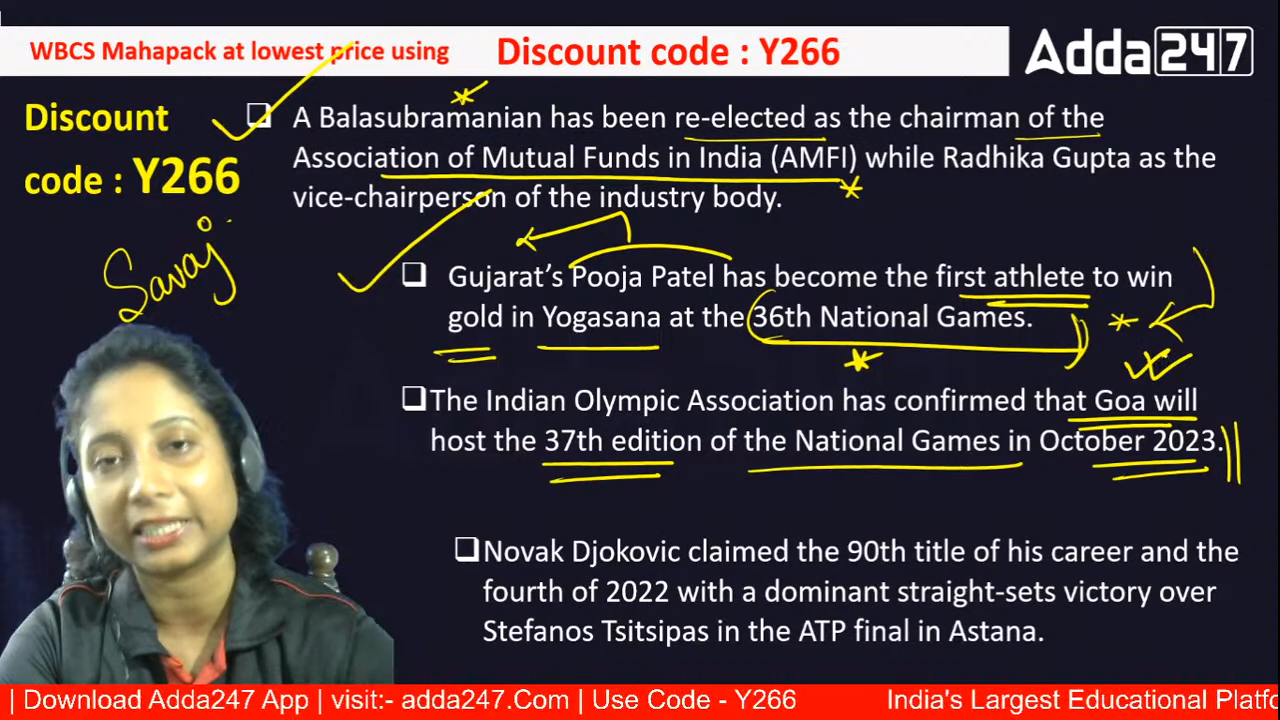 WBCS Mahapack at lowest price using
Discount code : Y266
Adda247
Discount
code : Y266
Savaj
A Balasubramanian has been re-elected as the chairman of the
Association of Mutual Funds in India (AMFI) while Radhika Gupta as the
vice-chairperson of the industry body.
Gujarat's Pooja Patel has become the first athlete to win
gold in Yogasana at the 36th National Games.
The Indian Olympic Association has confirmed that Goa will
host the 37th edition of the National Games in October 2023.
Novak Djokovic claimed the 90th title of his career and the
fourth of 2022 with a dominant straight-sets victory over
Stefanos Tsitsipas in the ATP final in Astana.
| Download Adda247 App | visit:- adda247.Com | Use Code - Y266 India's Largest Educational Platfo